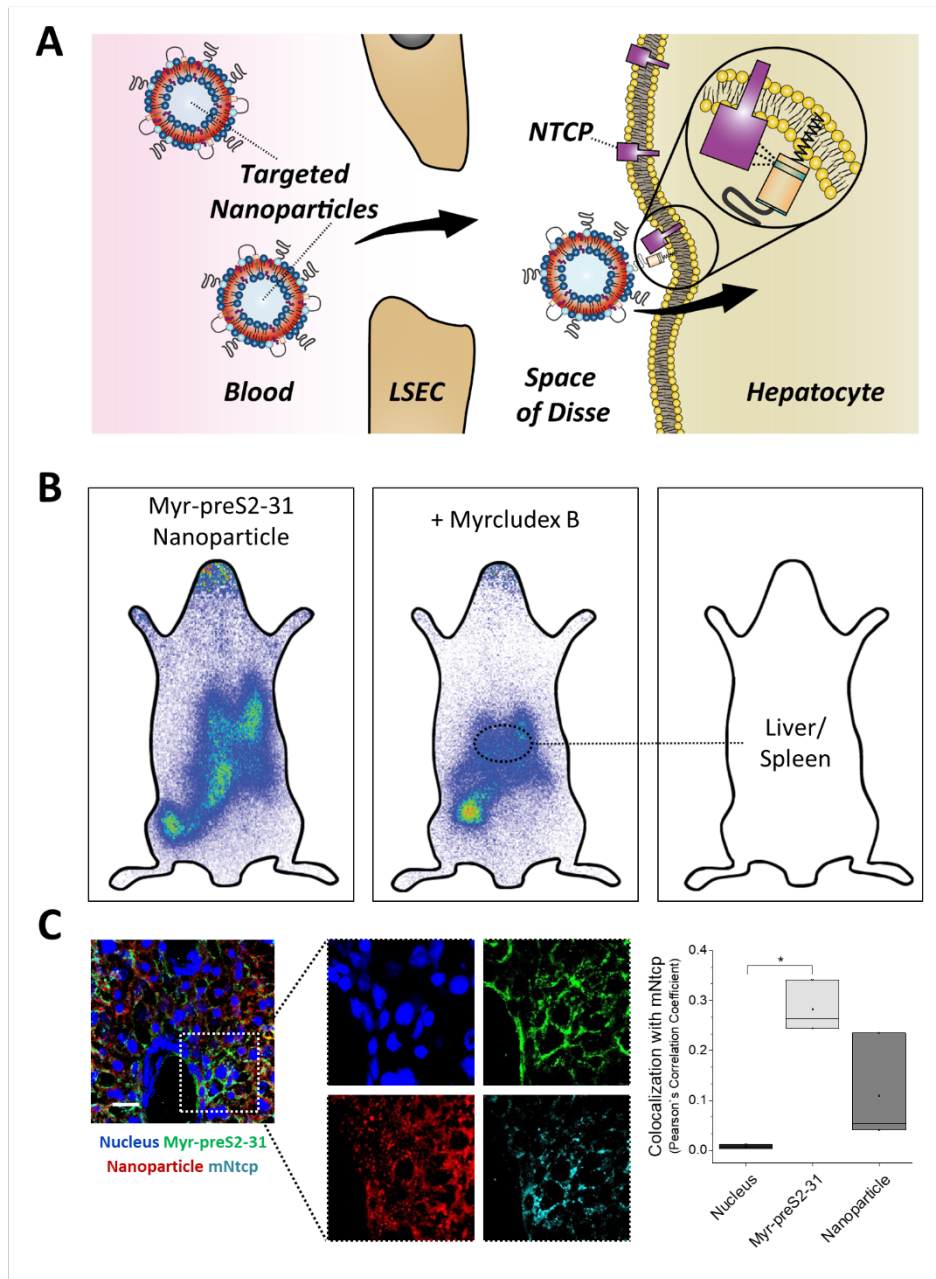 A
Targeted
Nanoparticles
NTCP
Blood
LSEC
Space
of Disse
Hepatocyte
B
Myr-preS2-31
Nanoparticle
+ Myrcludex B
Liver/
Spleen
C
Nucleus Myr-preS2-31
Nanoparticle mNtcp
Colocalization with mNtcp
(Pearson`s Correlation Coefficient)
0.4
0.3
0.2
0.1
0.0
*
Nucleus
Myr-preS2-31
Nanoparticle